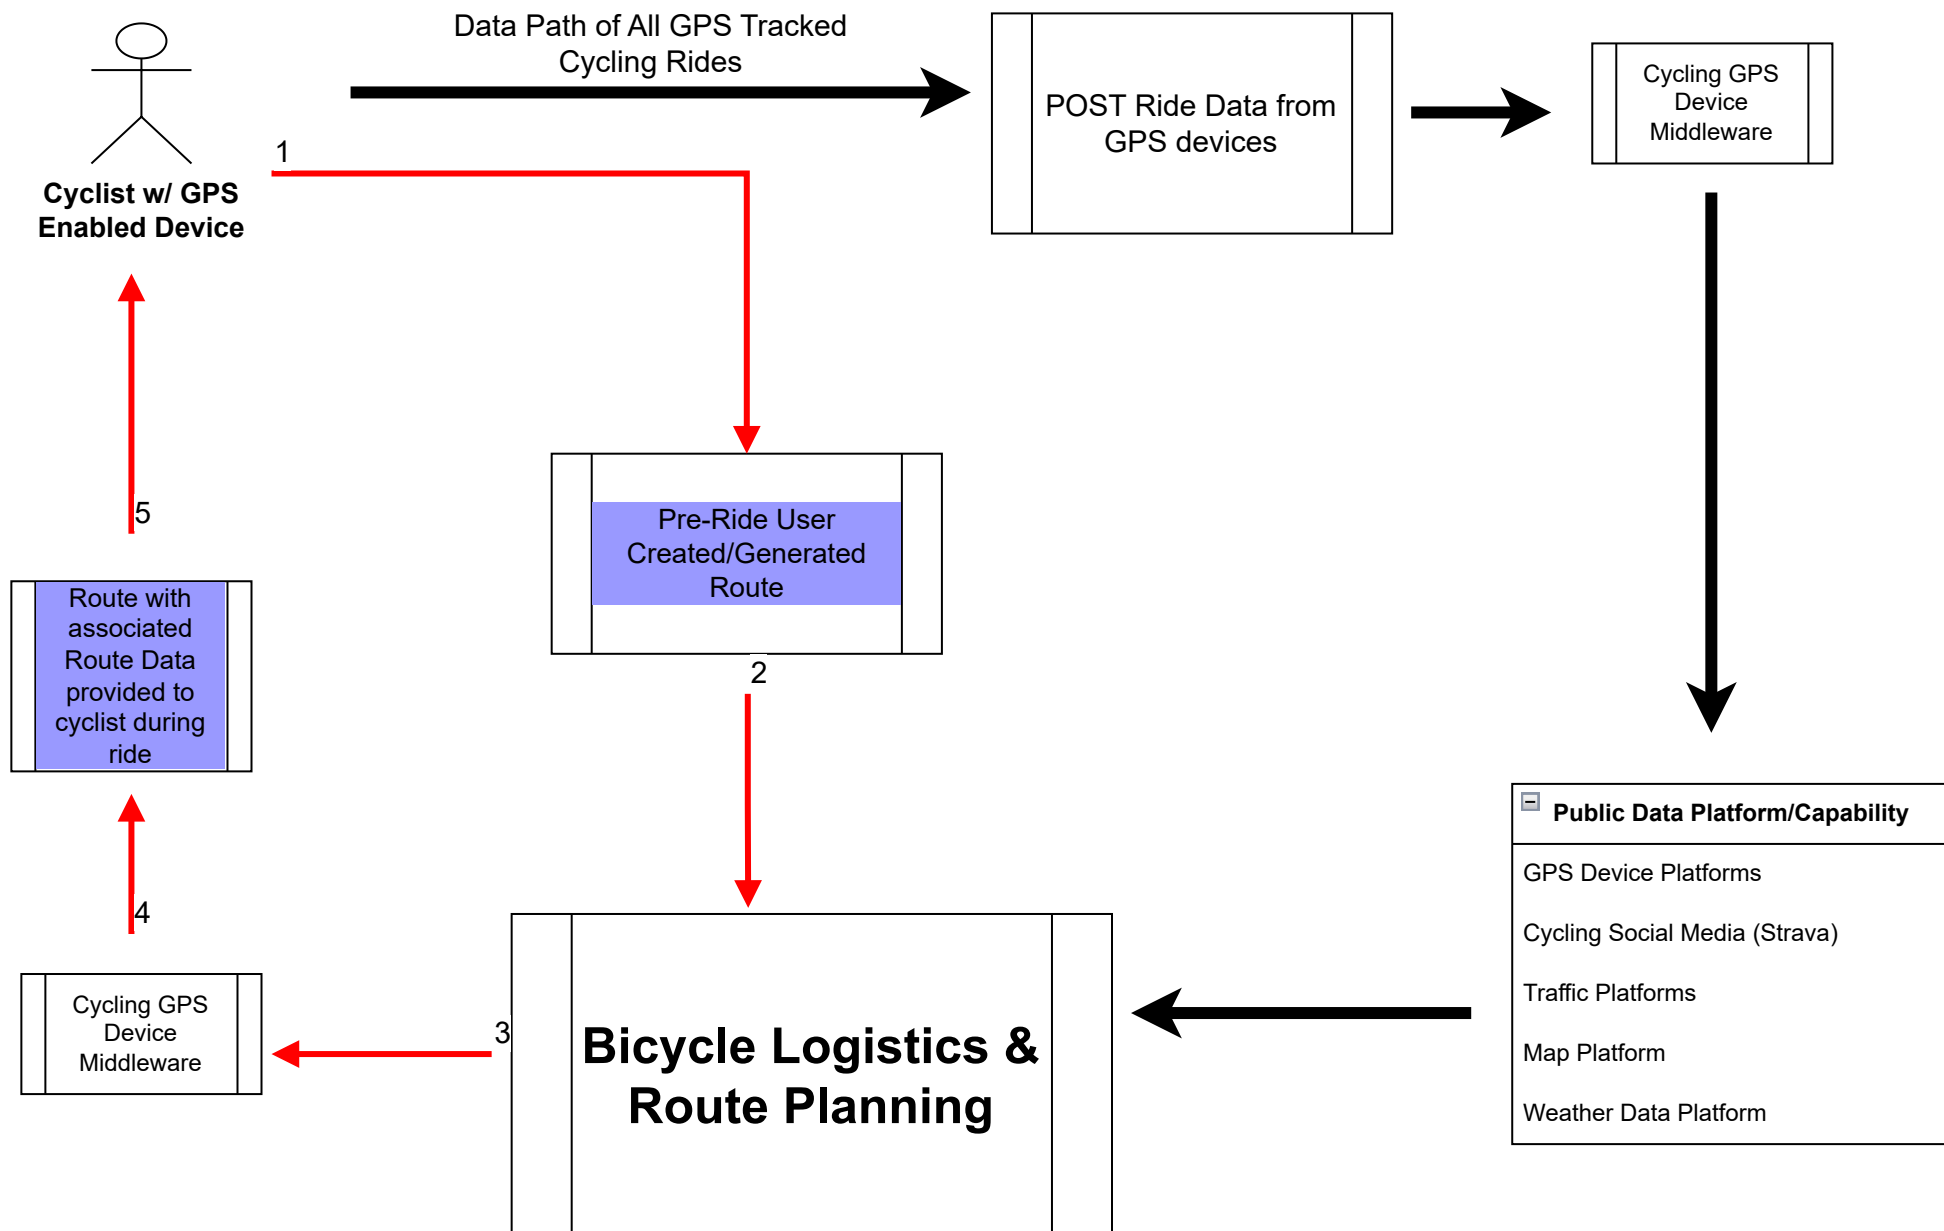 Data Path of All GPS Tracked
Cycling Rides
POST Ride Data from
GPS devices
Cycling GPS
Device
Middleware
1
Cyclist w/ GPS
Enabled Device
5
Pre-Ride User
Created/Generated
Route
2
Route with
associated
Route Data
provided to
cyclist during
ride
4
Cycling GPS
Device
Middleware
3
Bicycle Logistics &
Route Planning
Public Data Platform/Capability
GPS Device Platforms
Cycling Social Media (Strava)
Traffic Platforms
Map Platform
Weather Data Platform